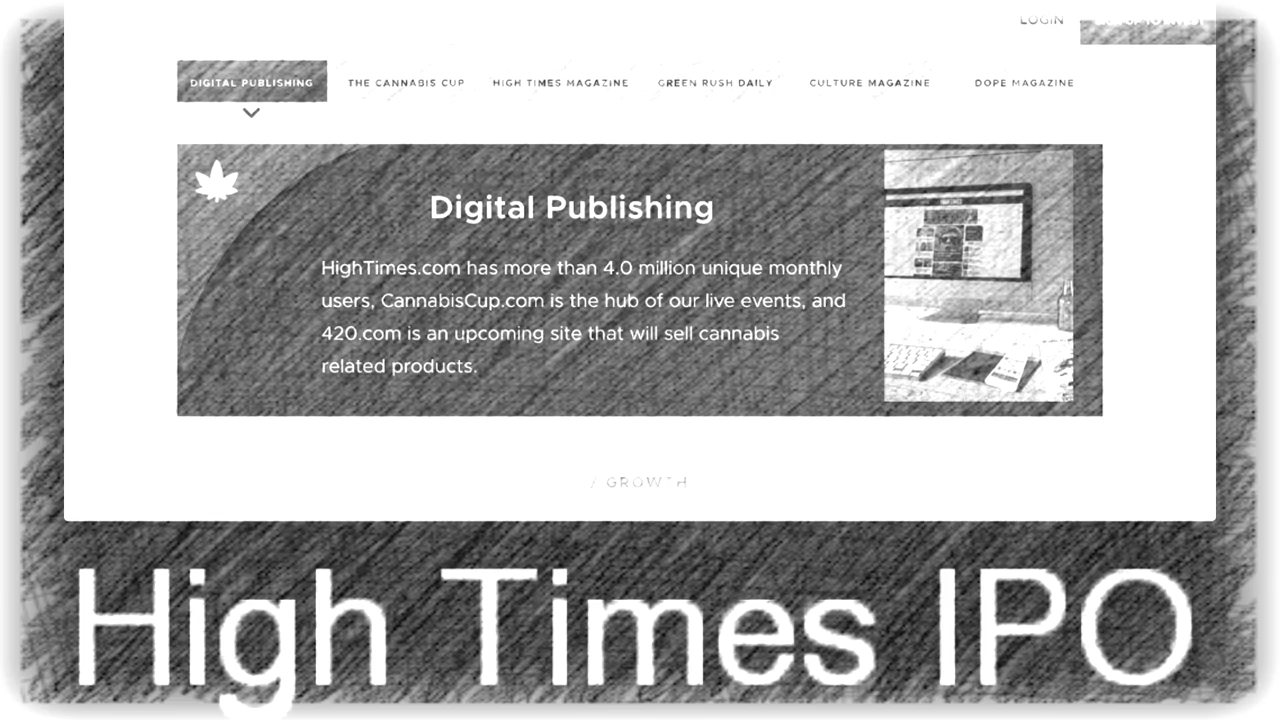 LOGIN
DIGITAL PUBLISHING THE CANNABIS CUP HIGH TIMES MAGAZINE GREEN RUSH DAILY CULTURE MAGAZINE DOPE MAGAZINE
Digital Publishing
HighTimes.com has more than 4.0 million unique monthly
users, CannabisCup.com is the hub of our live events, and
420.com is an upcoming site that will sell cannabis
related products.
/ GROWTH
High Times IPO